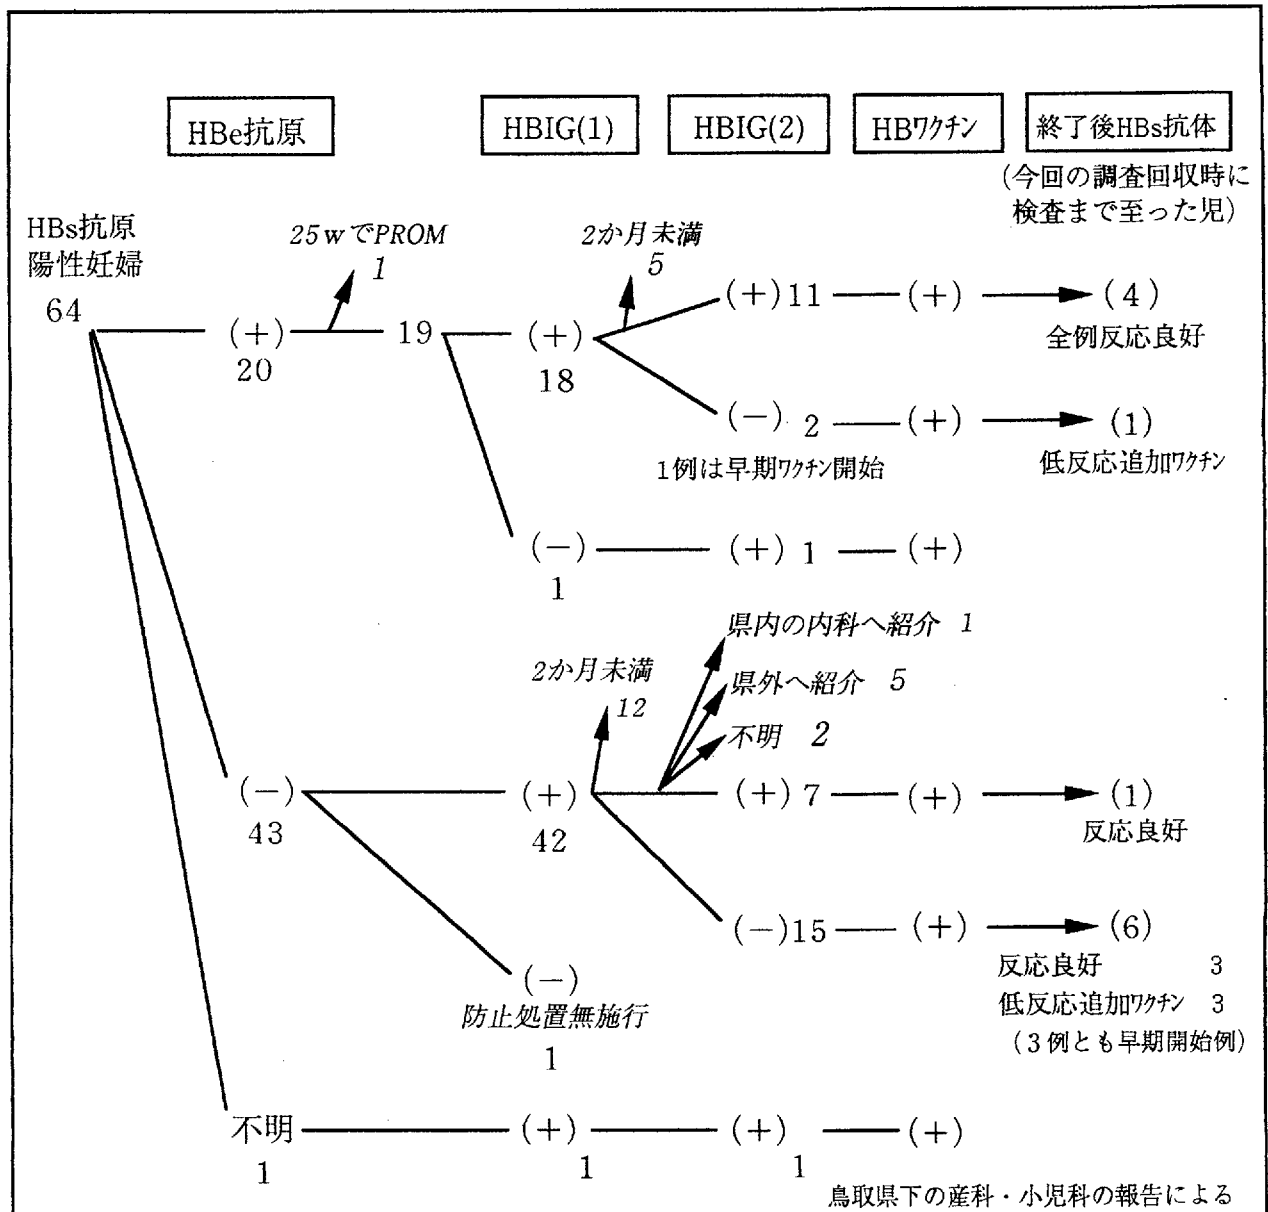 HBe抗原 HBIG(1) HBIG(2) HBワクチン 終了後HBs抗体
(今回の調査回収時に
検査まで至った児)
HBs抗原
陽性妊婦
64
25wでPROM
1
2か月未満
5
(+)
20
19
(+)
18
(+)11 (+) (4)
全例反応良好
(-) 2 (+) (1)
1例は早期ワクチン開始
低反応追加ワクチン
(-)
1
(+) 1 (+)
県内の内科へ紹介 1
県外へ紹介 5
不明 2
2か月未満
12
(-)
43
(+)
42
(+)7 (+) (1)
反応良好
(-)15 (+) (6)
反応良好 3
低反応追加ワクチン 3
(3例とも早期開始例)
(-)
防止処置無施行
1
不明 (+) (+) (+)
1 1 1
鳥取県下の産科・小児科の報告による